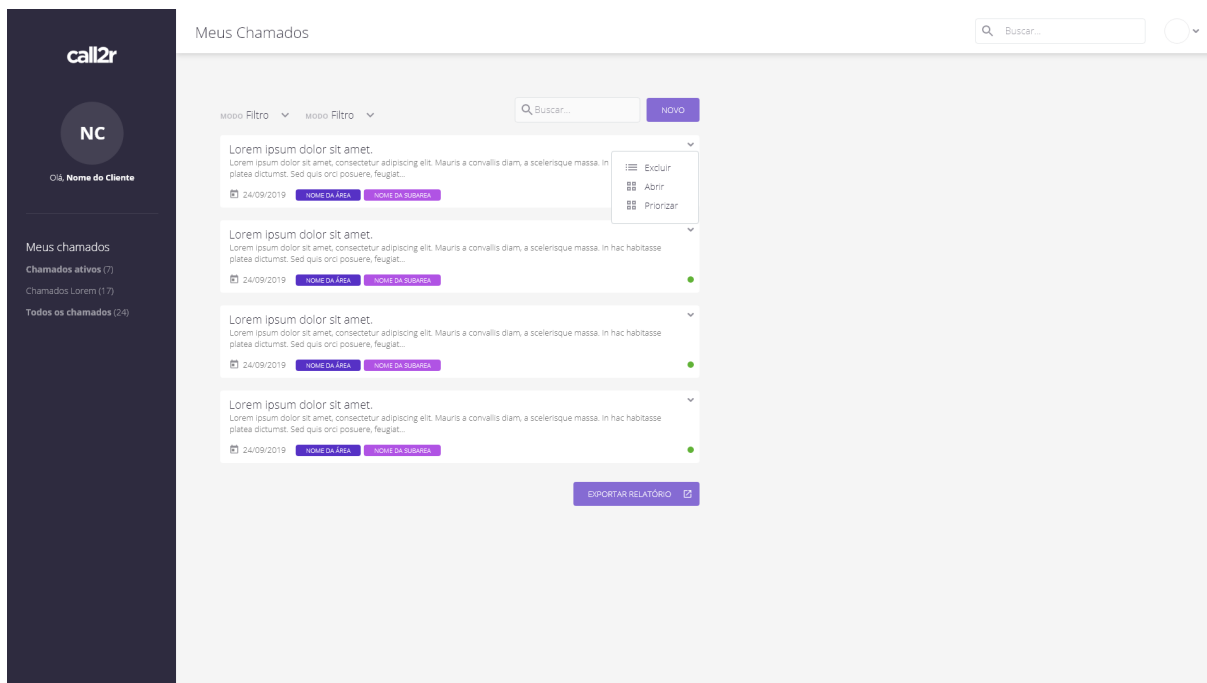 call2r
NC
Olá, Nome do Cliente
Meus chamados
Chamados ativos (7)
Chamados Lorem (17)
Todos os chamados (24)
Meus Chamados
Buscar...
MODO Filtro MODO Filtro
Buscar...
NOVO
Lorem ipsum dolor sit amet.
Lorem ipsum dolor sit amet, consectetur adipiscing elit. Mauris a convallis diam, a scelerisque massa. In
platea dictumst. Sed quis orci posuere, feugiat...
24/09/2019 NOME DA ÁREA NOME DA SUBAREA
Excluir
Abrir
Priorizar
Lorem ipsum dolor sit amet.
Lorem ipsum dolor sit amet, consectetur adipiscing elit. Mauris a convallis diam, a scelerisque massa. In hac habitasse
platea dictumst. Sed quis orci posuere, feugiat...
24/09/2019 NOME DA ÁREA NOME DA SUBAREA
Lorem ipsum dolor sit amet.
Lorem ipsum dolor sit amet, consectetur adipiscing elit. Mauris a convallis diam, a scelerisque massa. In hac habitasse
platea dictumst. Sed quis orci posuere, feugiat...
24/09/2019 NOME DA ÁREA NOME DA SUBAREA
Lorem ipsum dolor sit amet.
Lorem ipsum dolor sit amet, consectetur adipiscing elit. Mauris a convallis diam, a scelerisque massa. In hac habitasse
platea dictumst. Sed quis orci posuere, feugiat...
24/09/2019 NOME DA ÁREA NOME DA SUBAREA
EXPORTAR RELATÓRIO